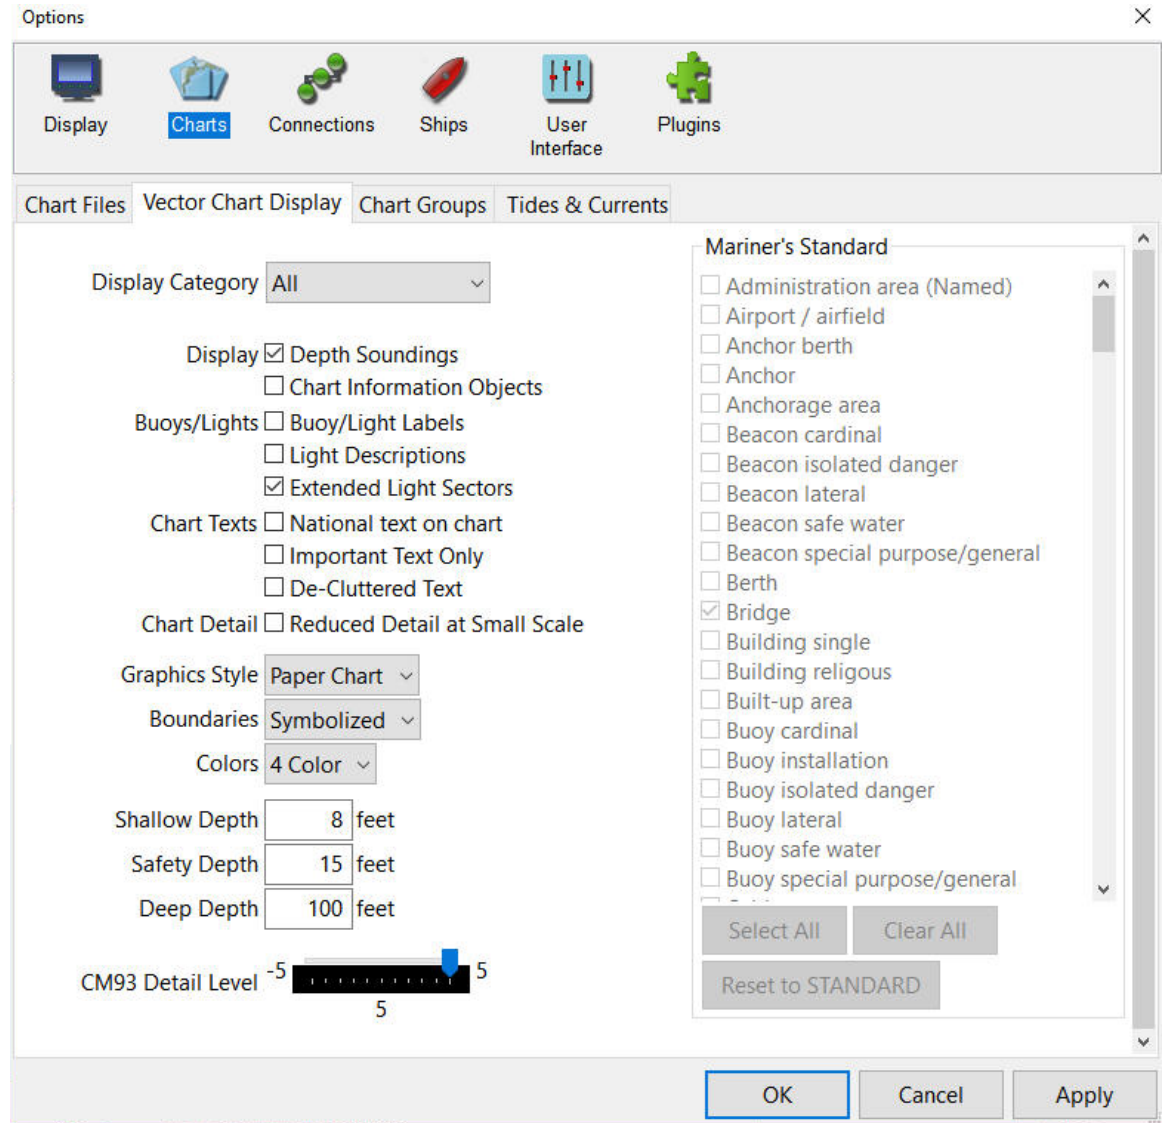 Options
Display
Charts
Connections
Ships
User
Interface
Plugins
Chart Files
Vector Chart Display
Chart Groups
Tides & Currents
Display Category All
Display Depth Soundings
Chart Information Objects
Buoys/Lights Buoy/Light Labels
Light Descriptions
Extended Light Sectors
Chart Texts National text on chart
Important Text Only
De-Cluttered Text
Chart Detail Reduced Detail at Small Scale
Graphics Style Paper Chart
Boundaries Symbolized
Colors 4 Color
Shallow Depth 8 feet
Safety Depth 15 feet
Deep Depth 100 feet
CM93 Detail Level -5 5
5
Mariner's Standard
Administration area (Named)
Airport / airfield
Anchor berth
Anchor
Anchorage area
Beacon cardinal
Beacon isolated danger
Beacon lateral
Beacon safe water
Beacon special purpose/general
Berth
Bridge
Building single
Building religous
Built-up area
Buoy cardinal
Buoy installation
Buoy isolated danger
Buoy lateral
Buoy safe water
Buoy special purpose/general
Select All
Clear All
Reset to STANDARD
OK
Cancel
Apply